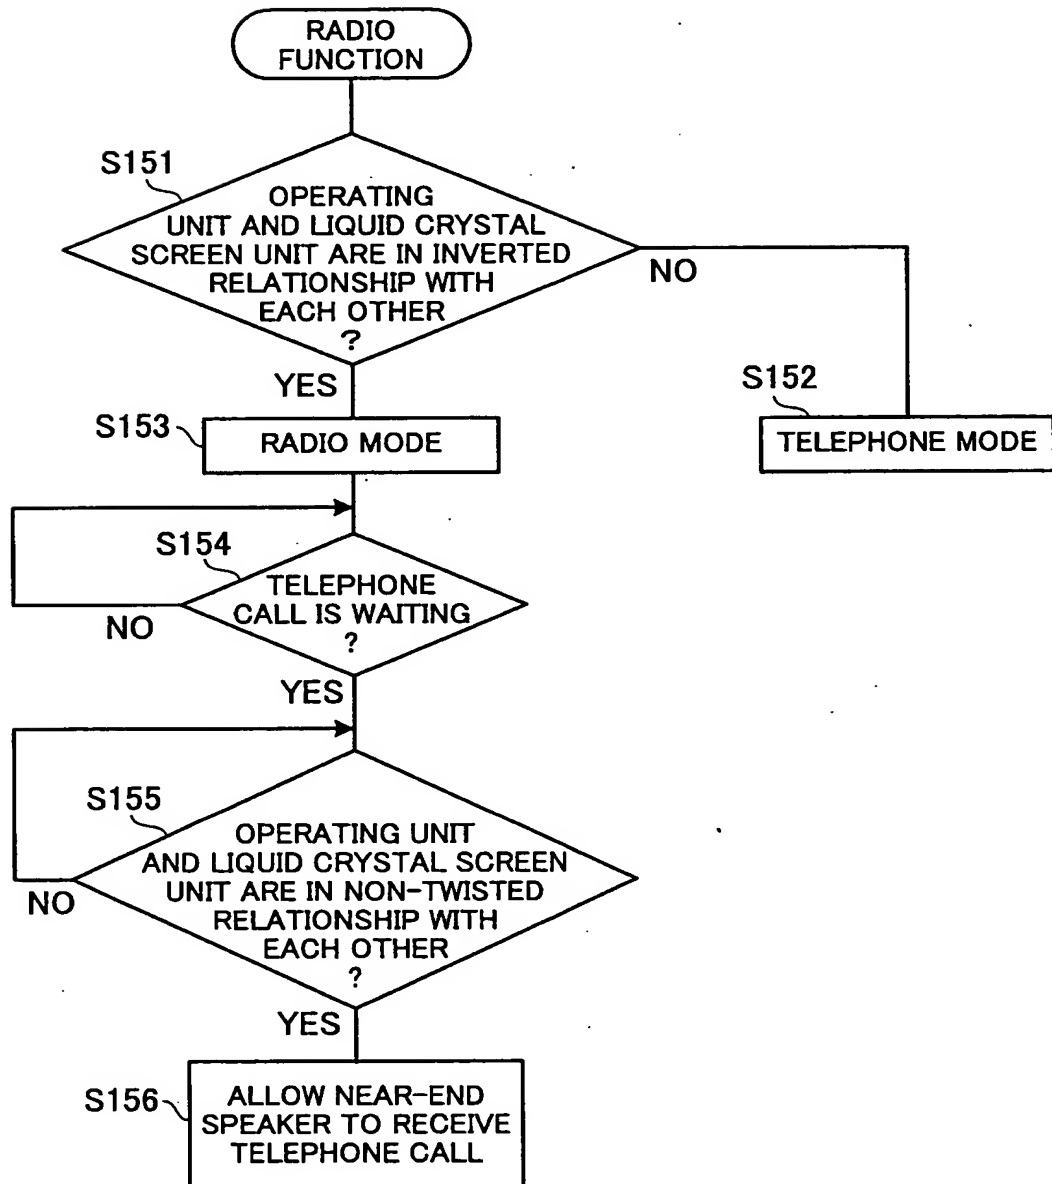 RADIO
FUNCTION
S151
OPERATING
UNIT AND LIQUID CRYSTAL
SCREEN UNIT ARE IN INVERTED
RELATIONSHIP WITH
EACH OTHER
?
NO
YES
S152
TELEPHONE MODE
S153
RADIO MODE
S154
TELEPHONE
CALL IS WAITING
?
NO
YES
S155
OPERATING UNIT
AND LIQUID CRYSTAL SCREEN
UNIT ARE IN NON-TWISTED
RELATIONSHIP WITH
EACH OTHER
?
NO
YES
S156
ALLOW NEAR-END
SPEAKER TO RECEIVE
TELEPHONE CALL